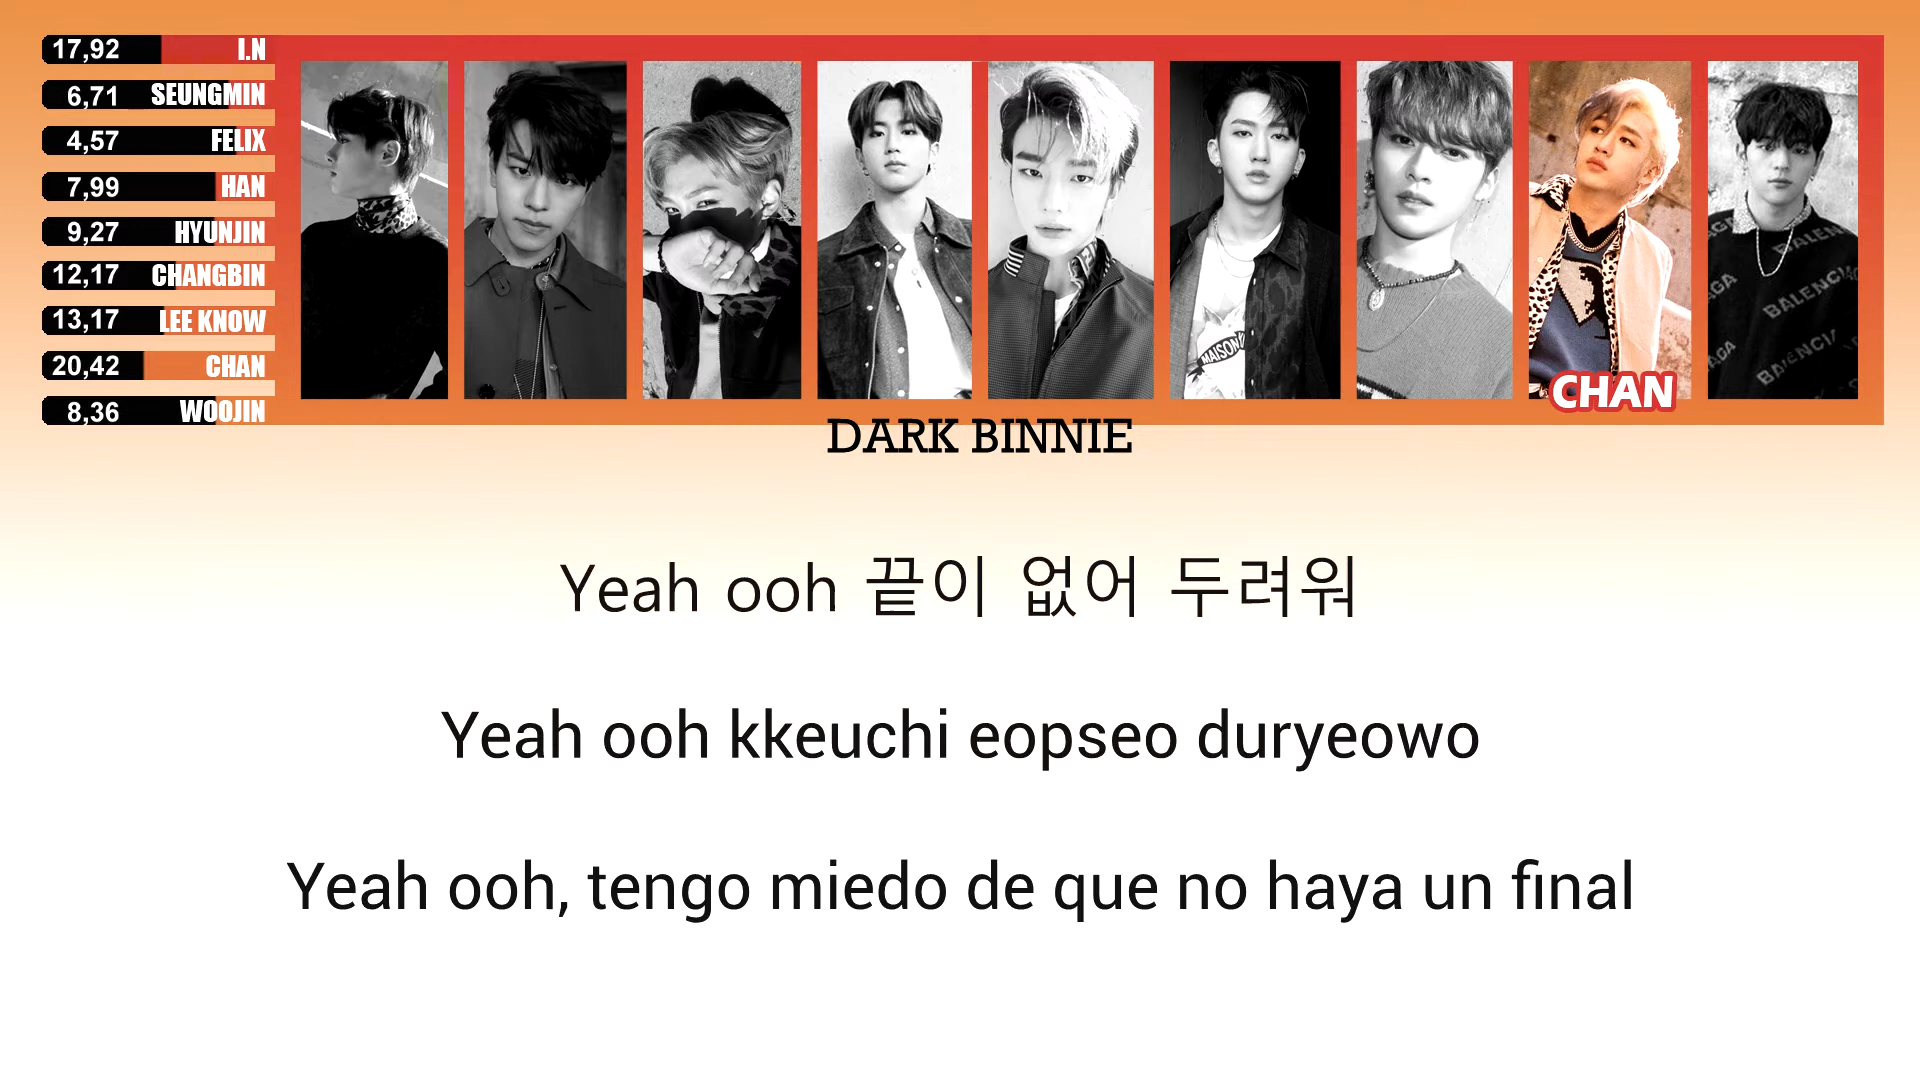 17,92 I.N
6,71 SEUNGMIN
4,57 FELIX
7,99 HAN
9,27 HYUNJIN
12,17 CHANGBIN
13,17 LEE KNOW
20,42 CHAN
8,36 WOOJIN
MAISON
BALENCIAGA
CHAN
DARK BINNIE
Yeah ooh 끝이 없어 두려워
Yeah ooh kkeuchi eopseo duryeowo
Yeah ooh, tengo miedo de que no haya un final